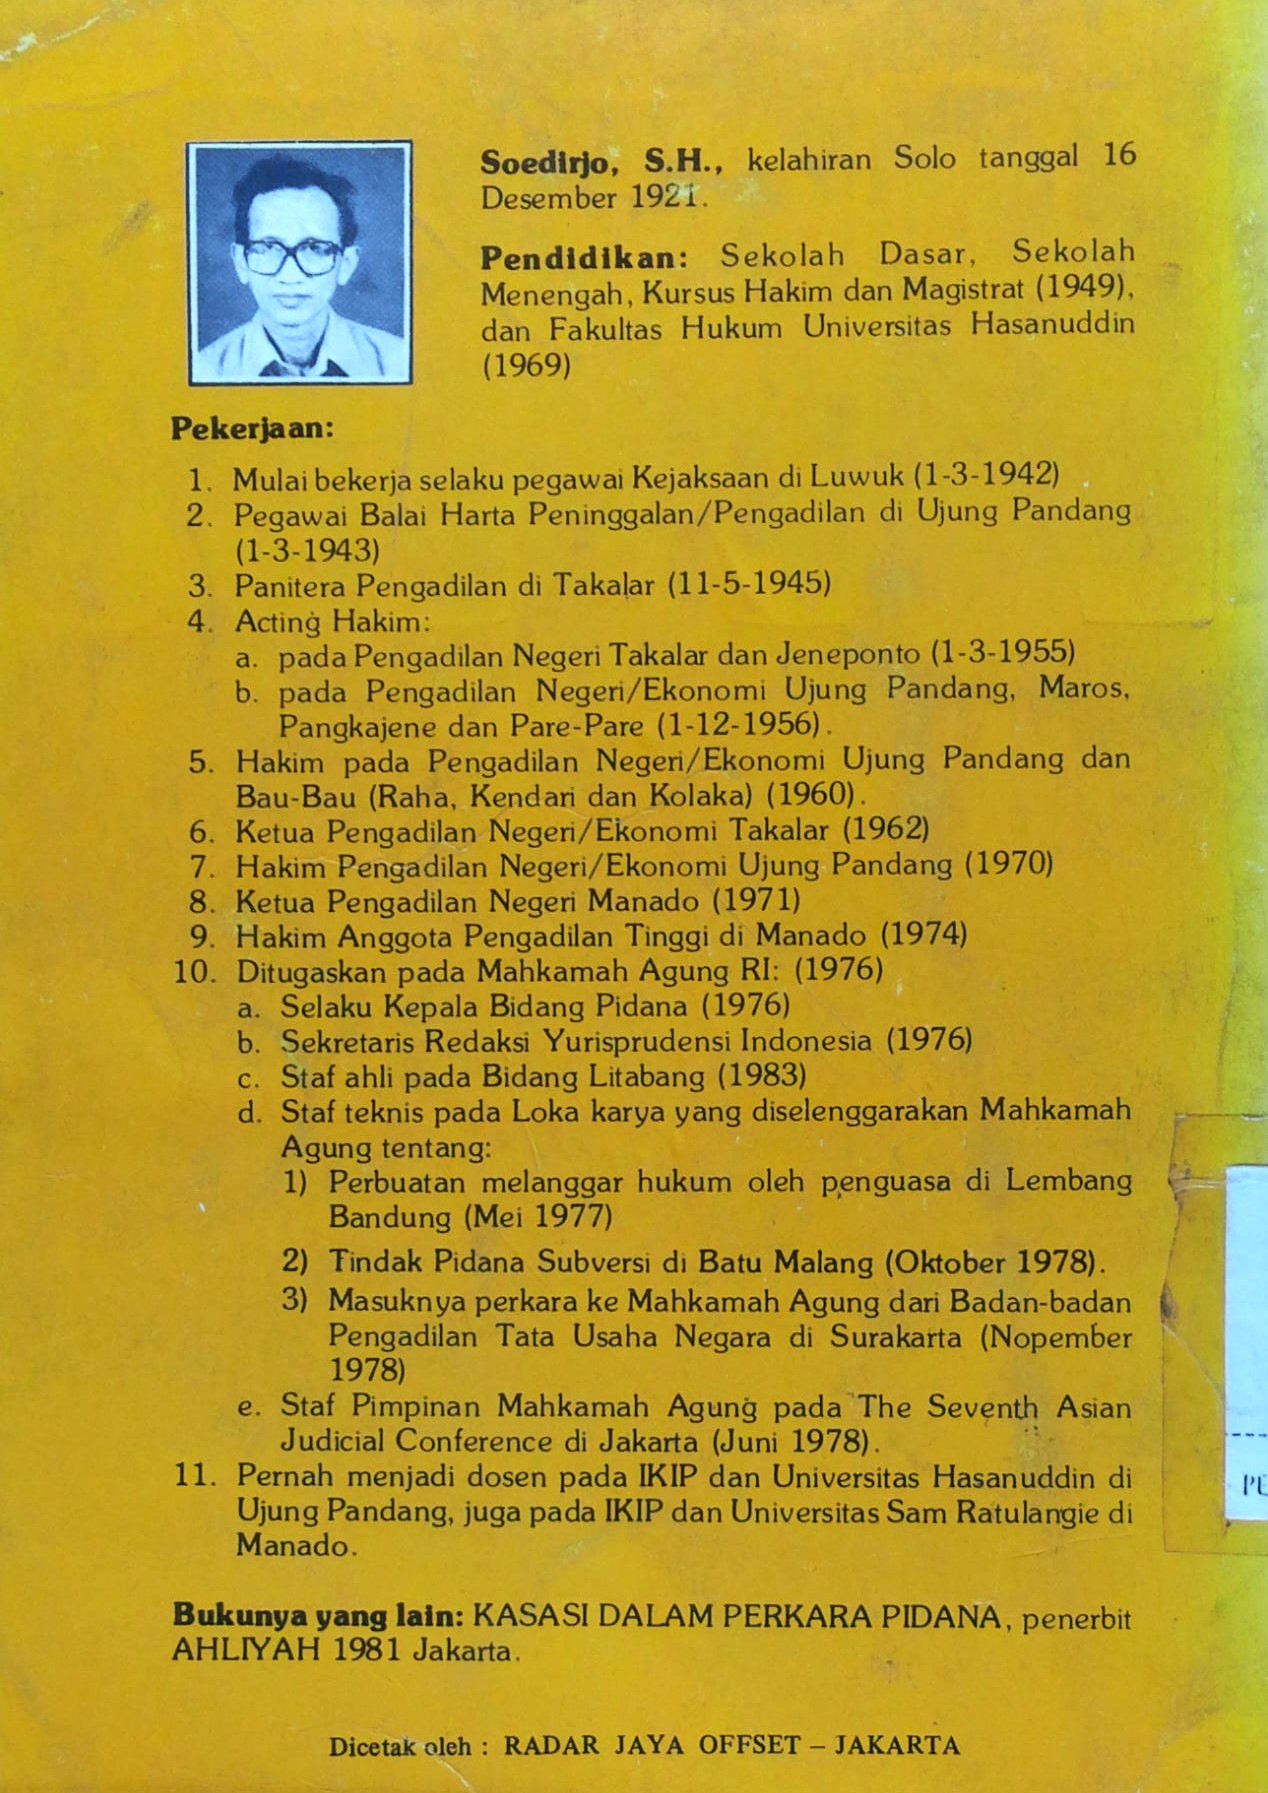 Soedirjo, S.H., kelahiran Solo tanggal 16
Desember 1921.
Pendidikan: Sekolah Dasar, Sekolah
Menengah, Kursus Hakim dan Magistrat (1949),
dan Fakultas Hukum Universitas Hasanuddin
(1969)
Pekerjaan:
1. Mulai bekerja selaku pegawai Kejaksaan di Luwuk (1-3-1942)
2. Pegawai Balai Harta Peninggalan/Pengadilan di Ujung Pandang
(1-3-1943)
3. Panitera Pengadilan di Takalar (11-5-1945)
4. Acting Hakim:
a. pada Pengadilan Negeri Takalar dan Jeneponto (1-3-1955)
b. pada Pengadilan Negeri/Ekonomi Ujung Pandang, Maros,
Pangkajene dan Pare-Pare (1-12-1956).
5. Hakim pada Pengadilan Negeri/Ekonomi Ujung Pandang dan
Bau-Bau (Raha, Kendari dan Kolaka) (1960).
6. Ketua Pengadilan Negeri/Ekonomi Takalar (1962)
7. Hakim Pengadilan Negeri/Ekonomi Ujung Pandang (1970)
8. Ketua Pengadilan Negeri Manado (1971)
9. Hakim Anggota Pengadilan Tinggi di Manado (1974)
10. Ditugaskan pada Mahkamah Agung RI: (1976)
a. Selaku Kepala Bidang Pidana (1976)
b. Sekretaris Redaksi Yurisprudensi Indonesia (1976)
c. Staf ahli pada Bidang Litabang (1983)
d. Staf teknis pada Loka karya yang diselenggarakan Mahkamah
Agung tentang:
1) Perbuatan melanggar hukum oleh penguasa di Lembang
Bandung (Mei 1977)
2) Tindak Pidana Subversi di Batu Malang (Oktober 1978).
3) Masuknya perkara ke Mahkamah Agung dari Badan-badan
Pengadilan Tata Usaha Negara di Surakarta (Nopember
1978)
e. Staf Pimpinan Mahkamah Agung pada The Seventh Asian
Judicial Conference di Jakarta (Juni 1978).
11. Pernah menjadi dosen pada IKIP dan Universitas Hasanuddin di
Ujung Pandang, juga pada IKIP dan Universitas Sam Ratulangie di
Manado.
Bukunya yang lain: KASASI DALAM PERKARA PIDANA, penerbit
AHLIYAH 1981 Jakarta.
Dicetak oleh : RADAR JAYA OFFSET – JAKARTA